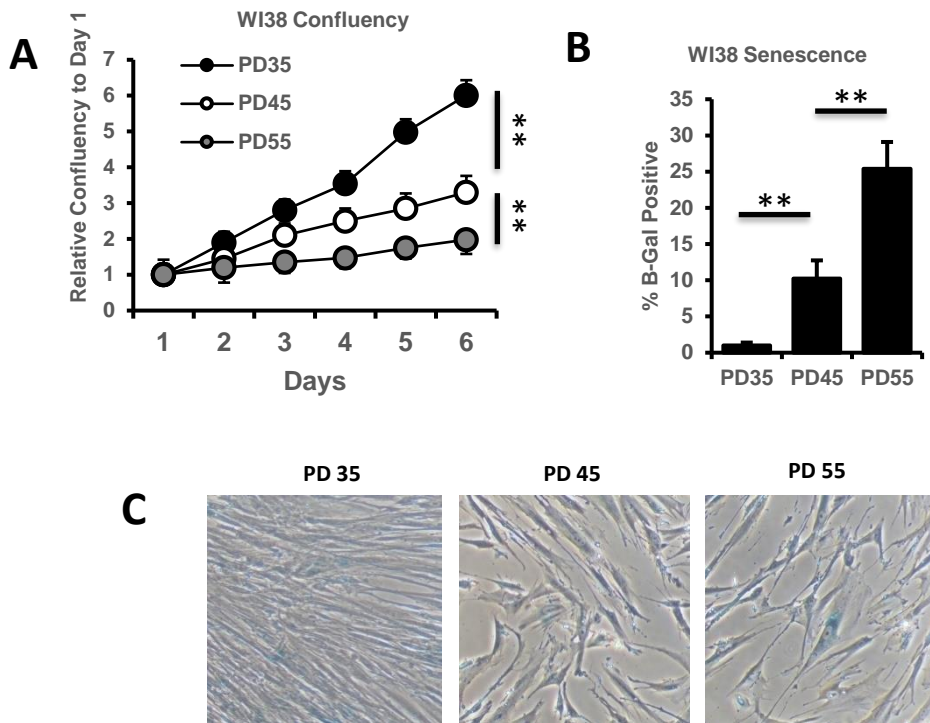 A
WI38 Confluency
Relative Confluency to Day 1
7
6
5
4
3
2
1
0
PD35
PD45
PD55
**
**
1 2 3 4 5 6
Days
B
WI38 Senescence
% B-Gal Positive
35
30
25
20
15
10
5
0
**
**
PD35 PD45 PD55
C
PD 35
PD 45
PD 55